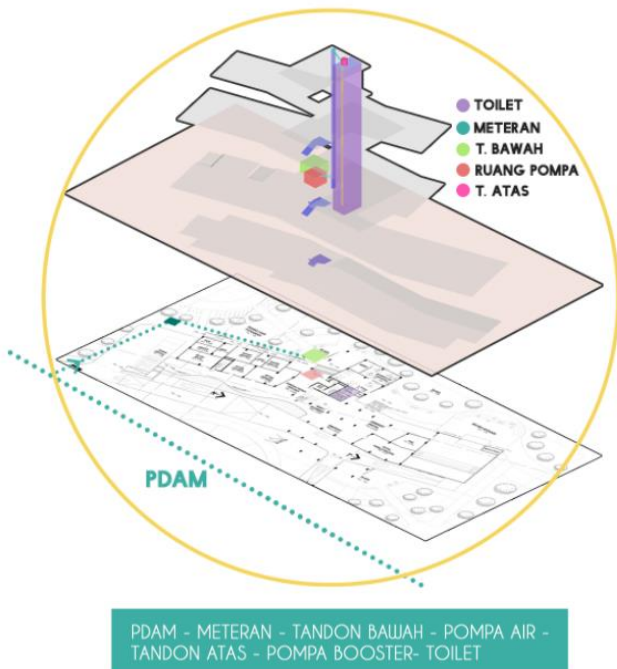 TOILET
METERAN
T. BAWAH
RUANG POMPA
T. ATAS
PDAM
PDAM - METERAN - TANDON BAWAH - POMPA AIR -
TANDON ATAS - POMPA BOOSTER- TOILET